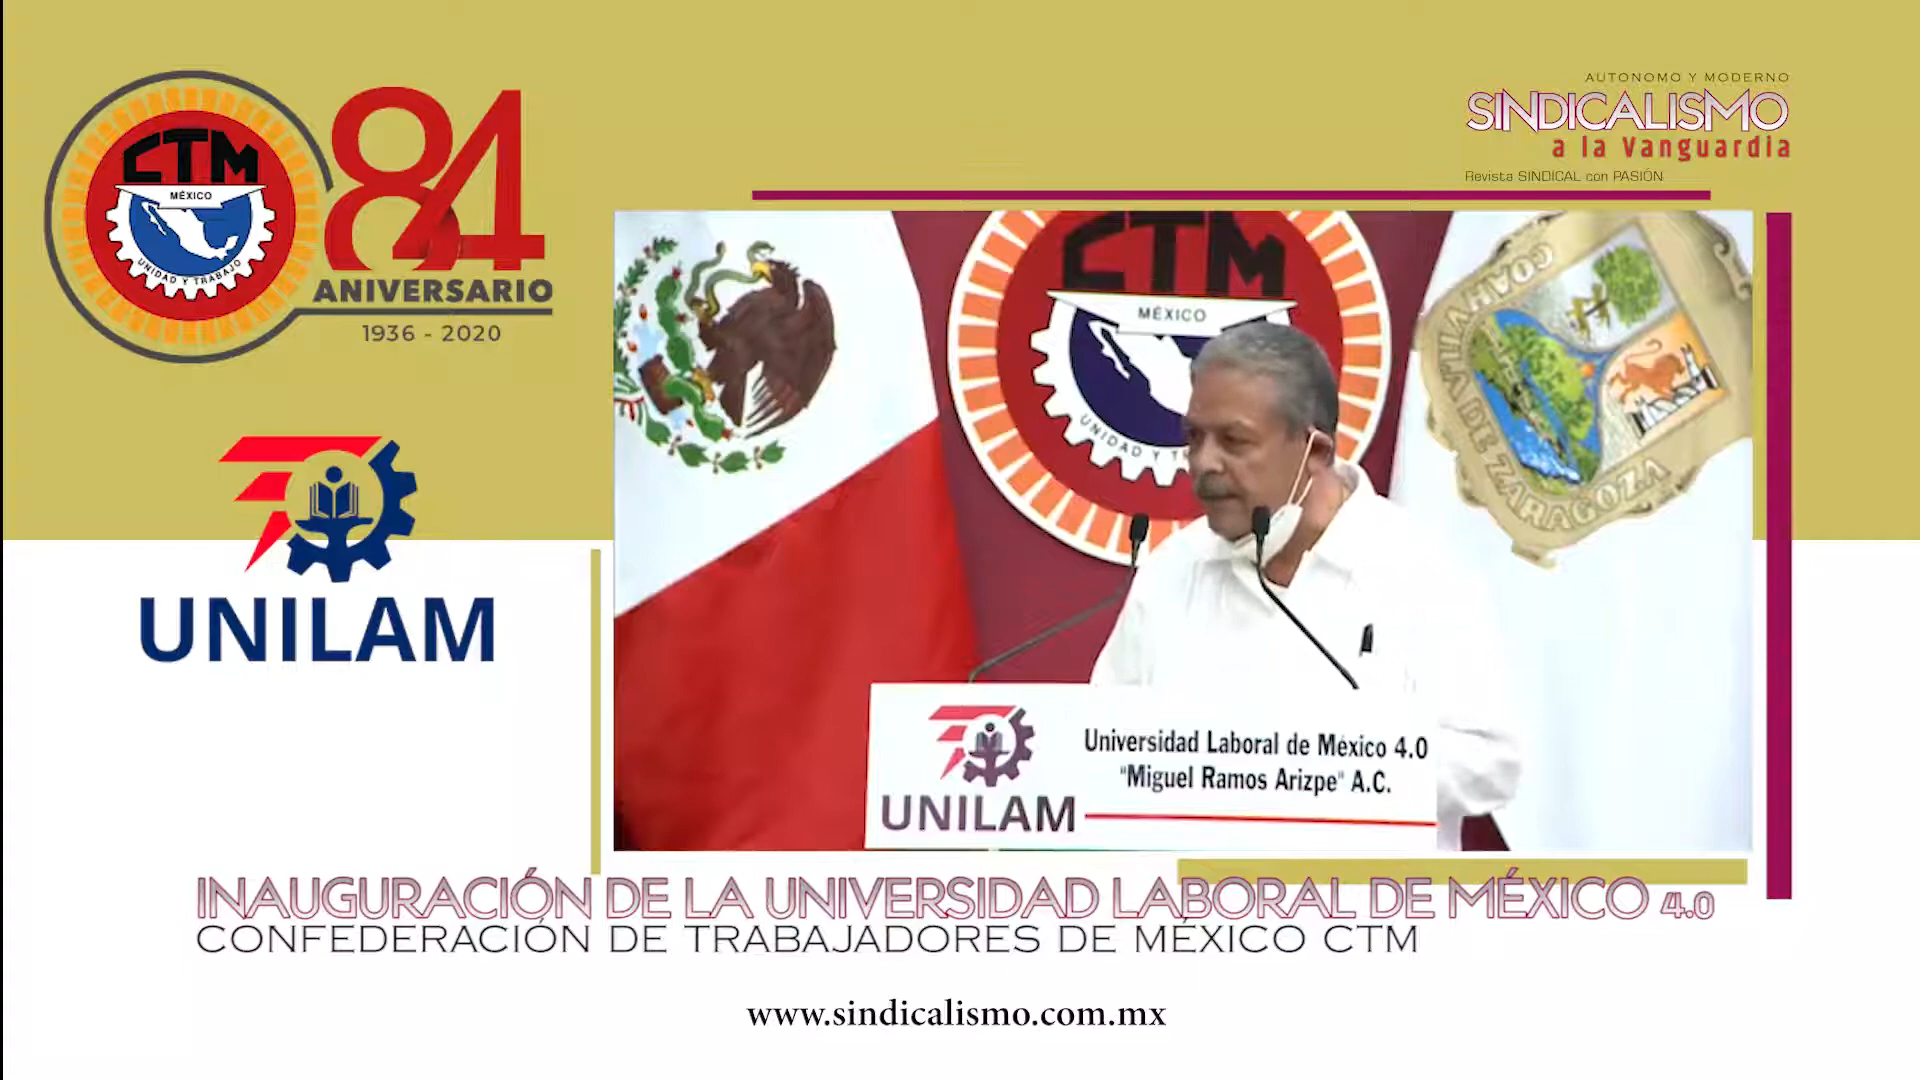 CTM
MÉXICO
UNIDAD Y TRABAJO
84
ANIVERSARIO
1936 - 2020
AUTONOMO Y MODERNO
SINDICALISMO
a la Vanguardia
Revista SINDICAL con PASIÓN
UNILAM
CTM
MÉXICO
UNIDAD Y
COAHUILA DE ZARAGOZA
UNILAM
Universidad Laboral de México 4.0
"Miguel Ramos Arizpe" A.C.
INAUGURACIÓN DE LA UNIVERSIDAD LABORAL DE MÉXICO 4.0
CONFEDERACIÓN DE TRABAJADORES DE MÉXICO CTM
www.sindicalismo.com.mx